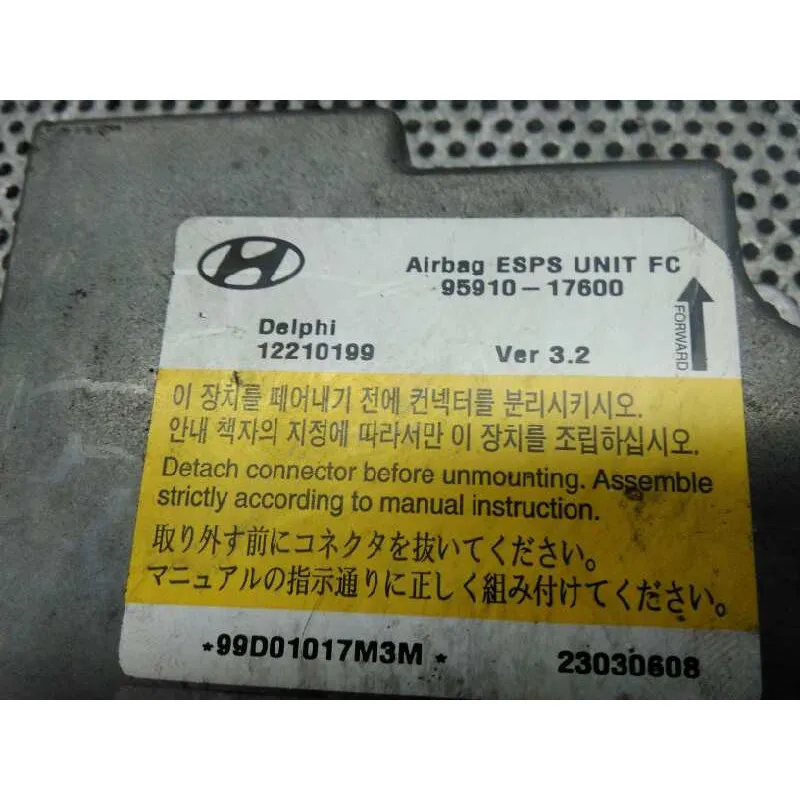 Airbag ESPS UNIT FC
95910-17600
Delphi
12210199
Ver 3.2
FORWARD
이 장치를 떼어내기 전에 컨넥터를 분리시키시오.
안내 책자의 지정에 따라서만 이 장치를 조립하십시오.
Detach connector before unmounting. Assemble
strictly according to manual instruction.
取り外す前にコネクタを抜いてください。
マニュアルの指示通りに正しく組み付けてください。
*99D01017M3M *
23030608